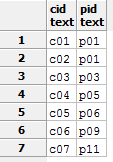 cid pid
text text
1 c01 p01
2 c02 p01
3 c03 p03
4 c04 p05
5 c05 p06
6 c06 p09
7 c07 p11